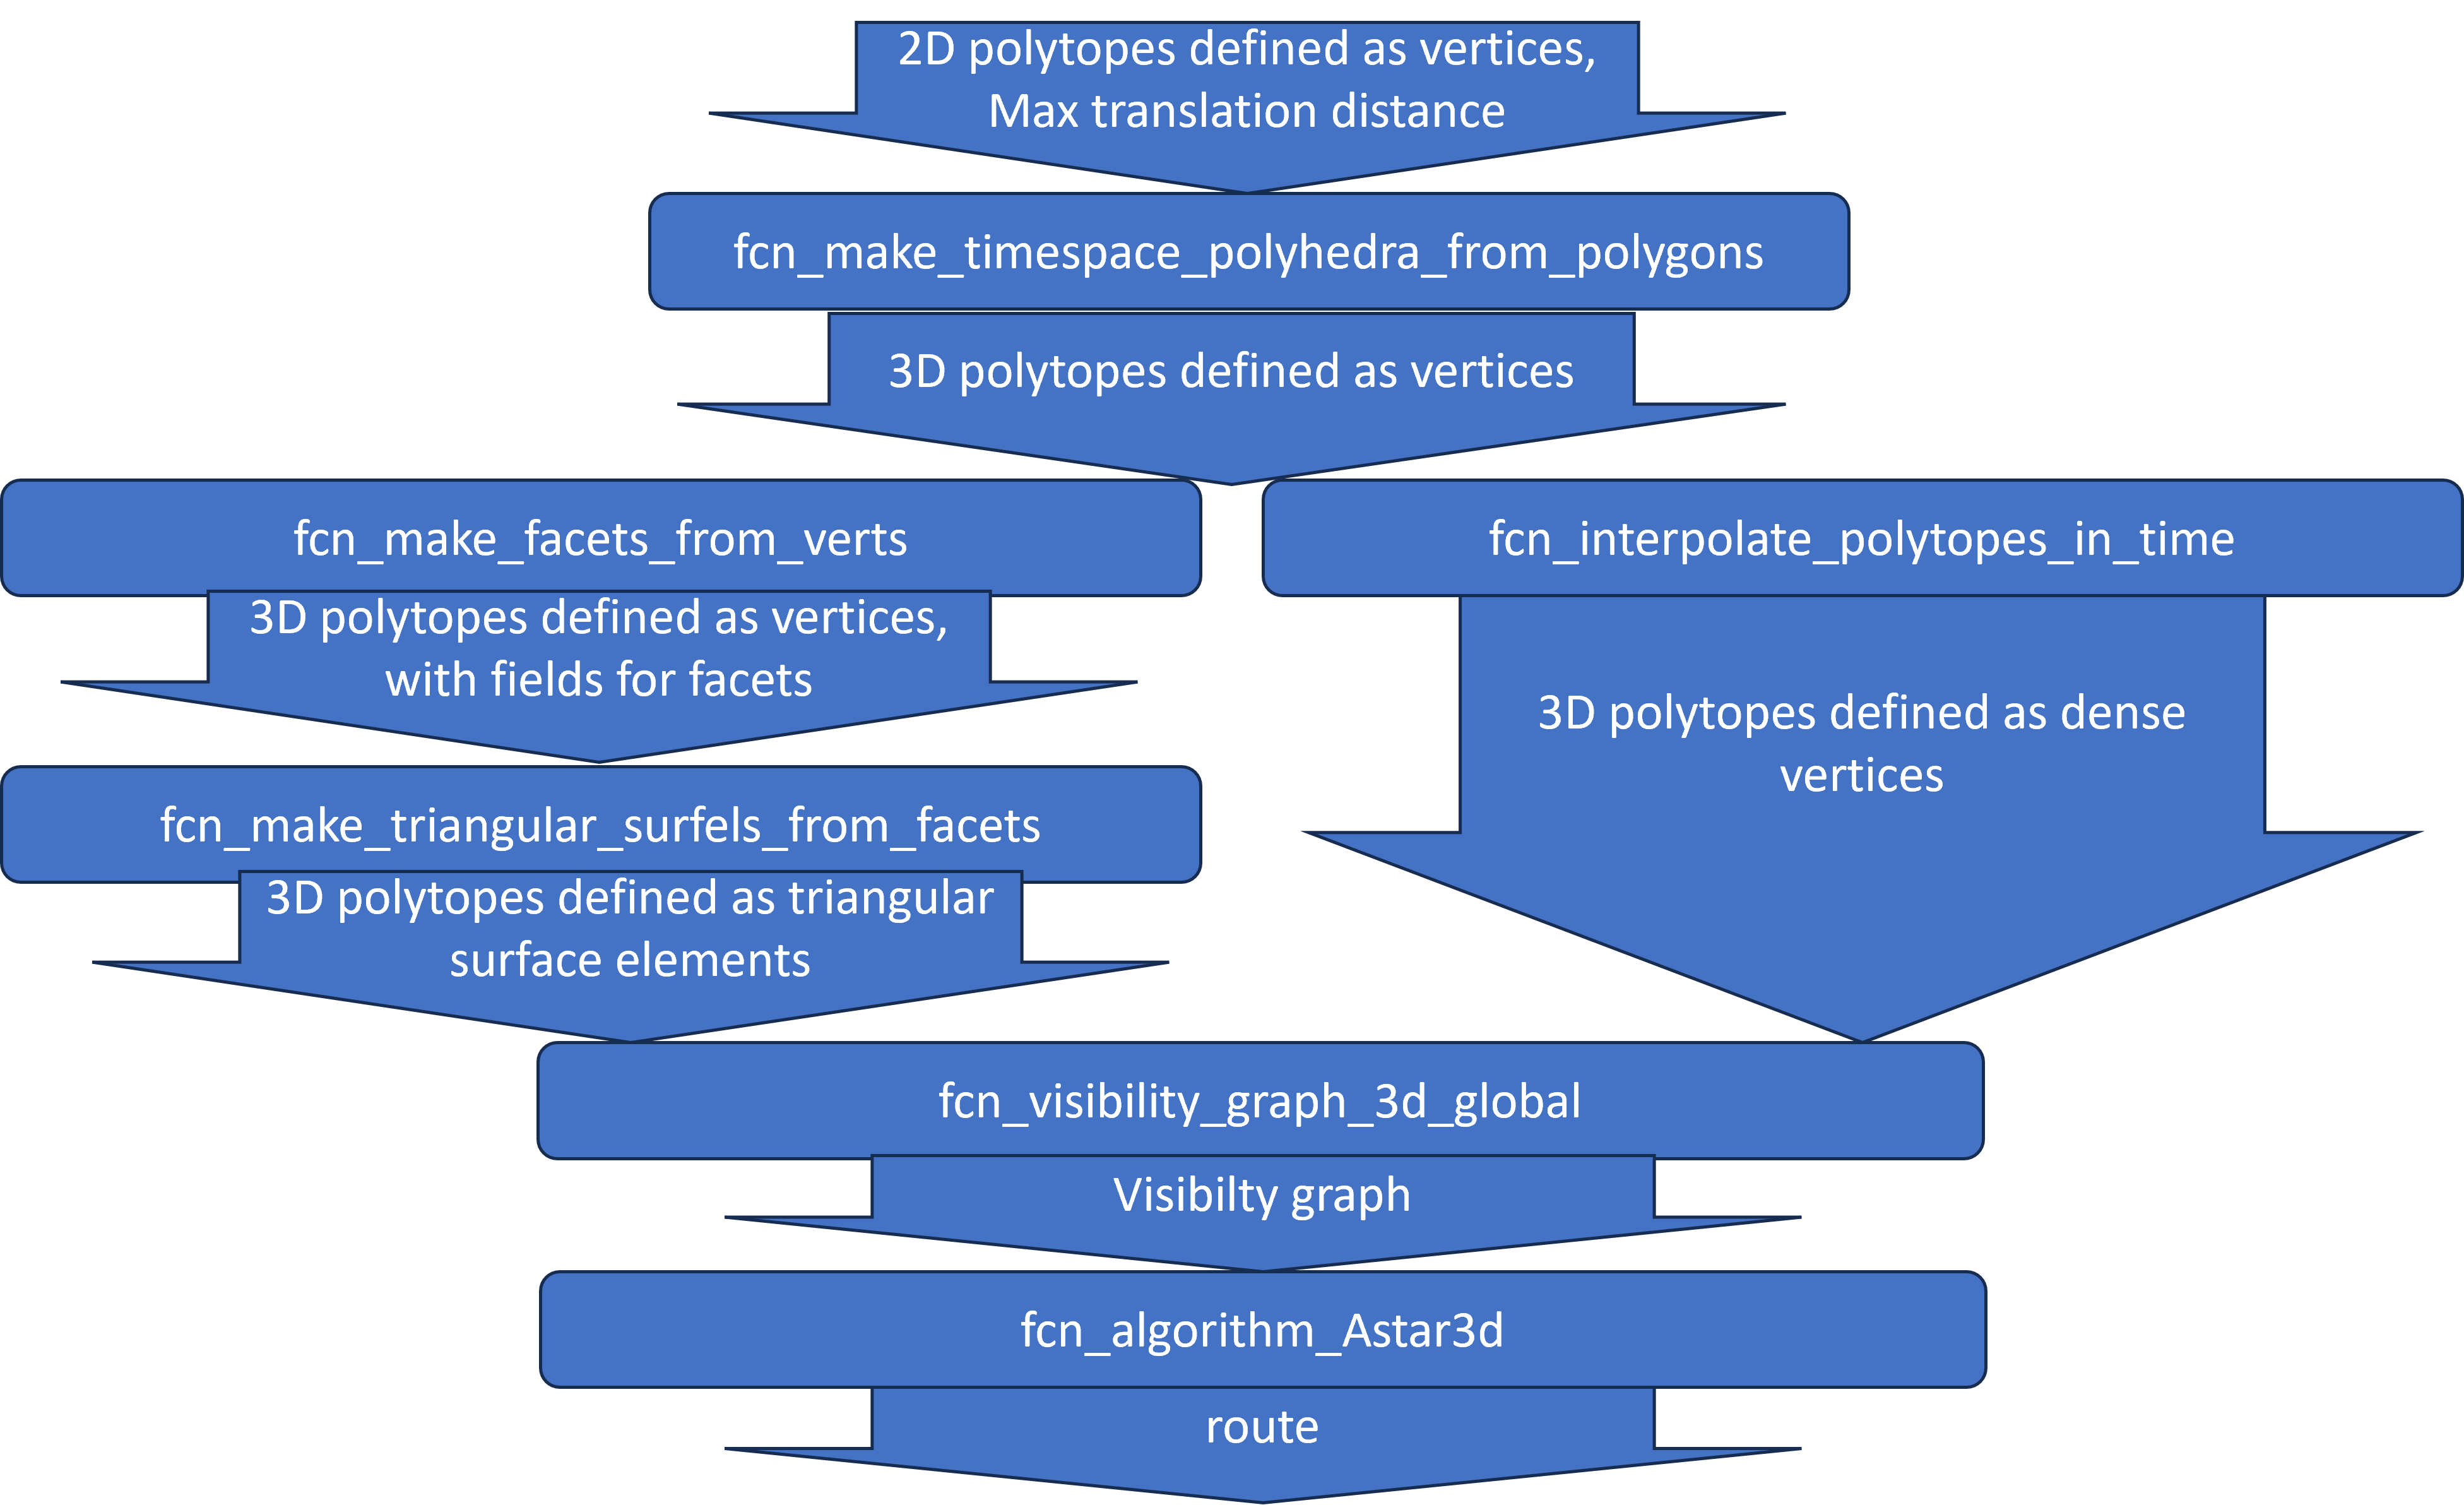 2D polytopes defined as vertices,
Max translation distance
fcn_make_timespace_polyhedra_from_polygons
3D polytopes defined as vertices
fcn_make_facets_from_verts
fcn_interpolate_polytopes_in_time
3D polytopes defined as vertices,
with fields for facets
3D polytopes defined as dense
vertices
fcn_make_triangular_surfels_from_facets
3D polytopes defined as triangular
surface elements
fcn_visibility_graph_3d_global
Visibilty graph
fcn_algorithm_Astar3d
route